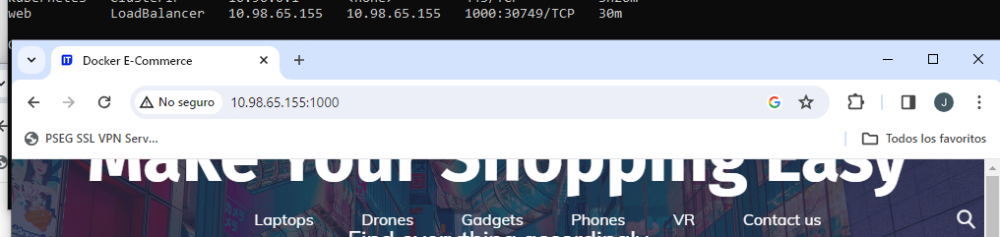 web LoadBalancer 10.98.65.155 10.98.65.155 1000:30749/TCP 30m
Docker E-Commerce
No seguro 10.98.65.155:1000
PSEG SSL VPN Serv... Todos los favoritos
Make Your Shopping Easy
Laptops Drones Gadgets Phones VR Contact us
Find everything accordingly